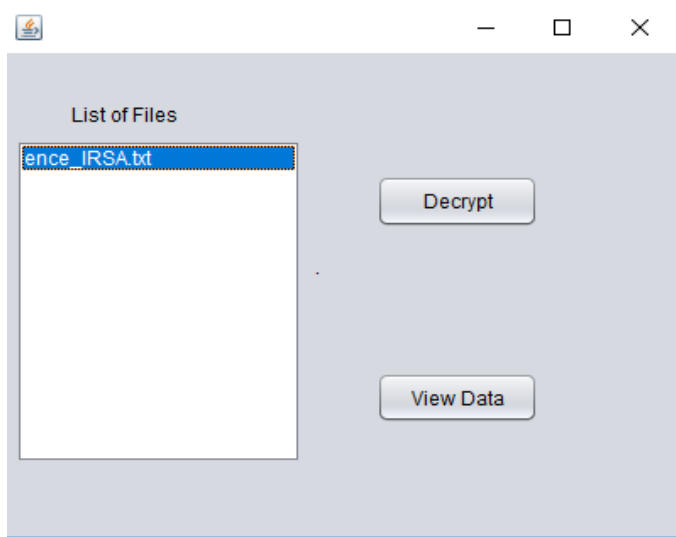 List of Files
ence_IRSA.txt
Decrypt
.
View Data